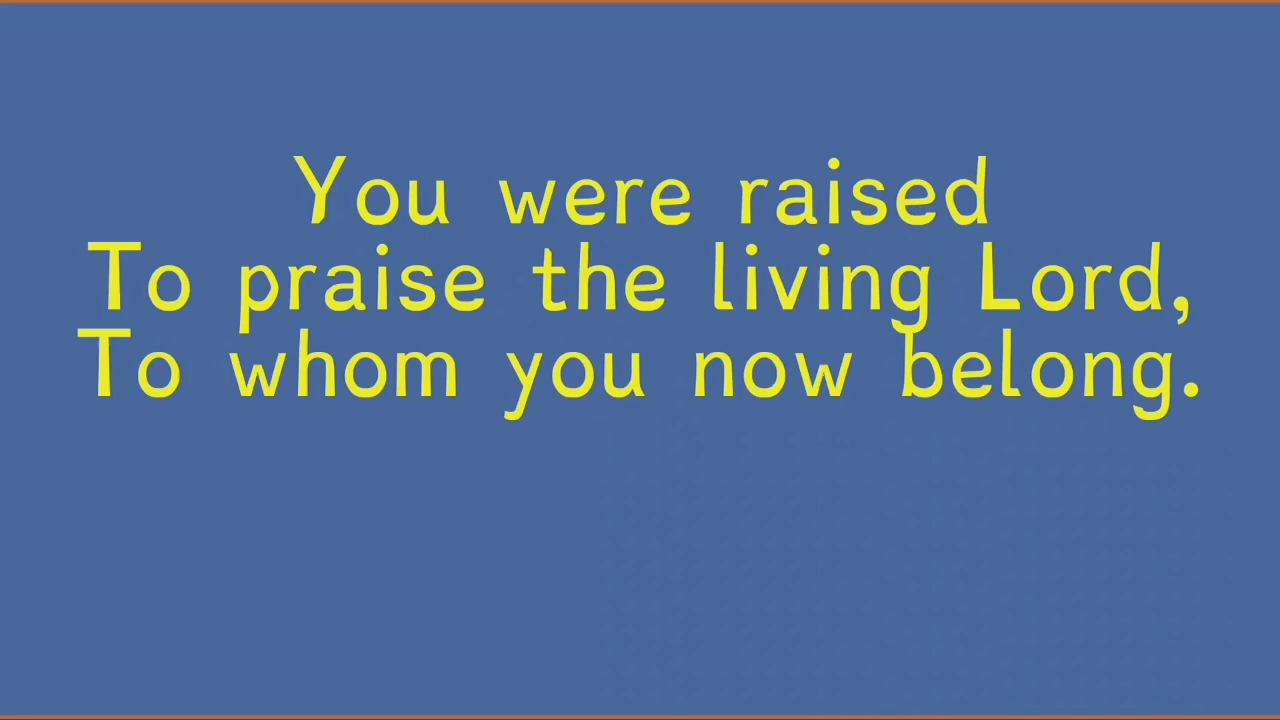 You were raised
To praise the living Lord,
To whom you now belong.